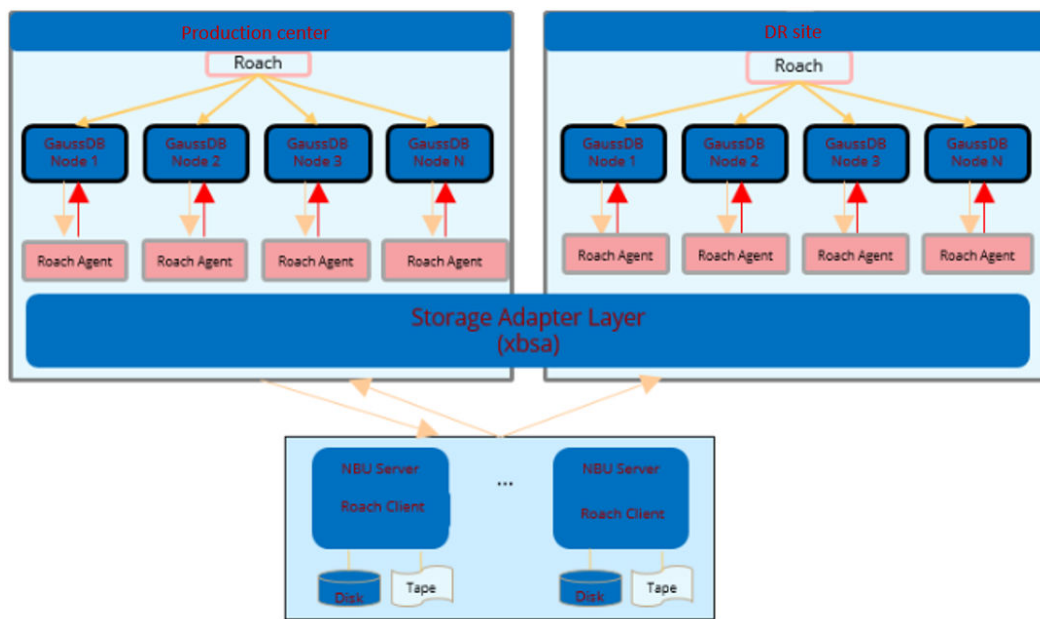 Production center
DR site
Roach
Roach
GaussDB
Node 1
GaussDB
Node 2
GaussDB
Node 3
GaussDB
Node N
GaussDB
Node 1
GaussDB
Node 2
GaussDB
Node 3
GaussDB
Node N
Roach Agent
Roach Agent
Roach Agent
Roach Agent
Roach Agent
Roach Agent
Roach Agent
Roach Agent
Storage Adapter Layer
(xbsa)
NBU Server
Roach Client
...
NBU Server
Roach Client
Disk
Tape
Disk
Tape